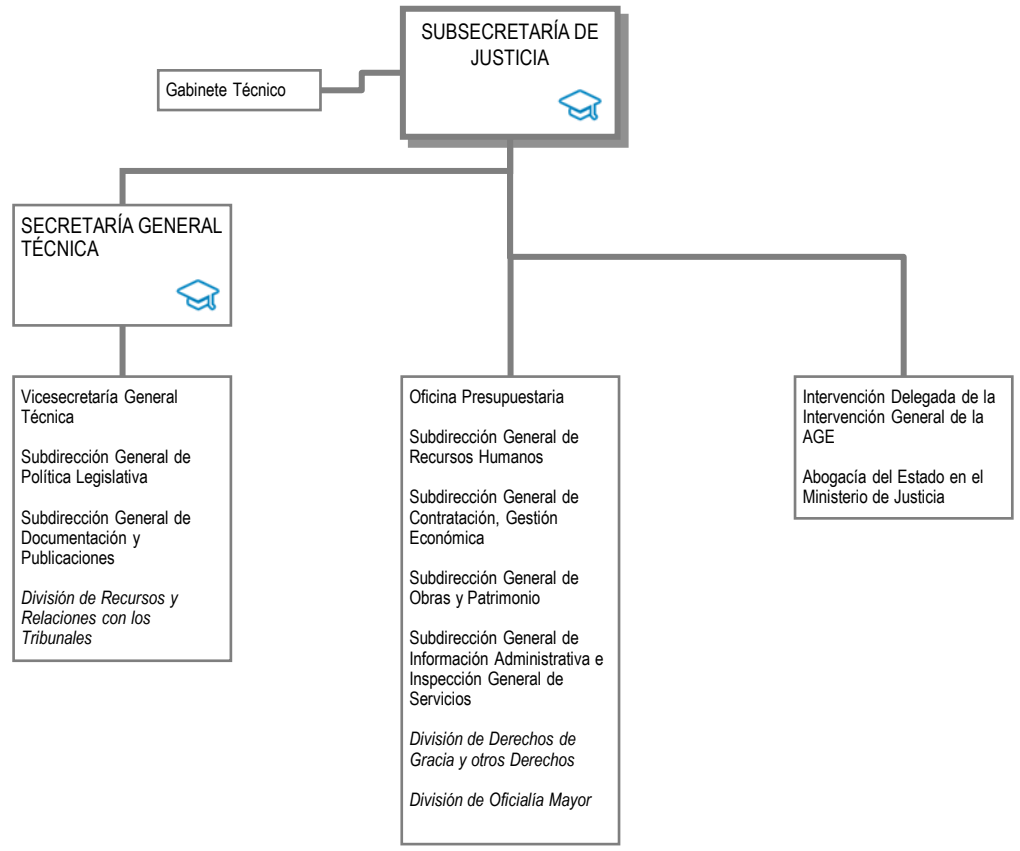 SUBSECRETARÍA DE
JUSTICIA
Gabinete Técnico
SECRETARÍA GENERAL
TÉCNICA
Vicesecretaría General
Técnica
Subdirección General de
Política Legislativa
Subdirección General de
Documentación y
Publicaciones
División de Recursos y
Relaciones con los
Tribunales
Oficina Presupuestaria
Subdirección General de
Recursos Humanos
Subdirección General de
Contratación, Gestión
Económica
Subdirección General de
Obras y Patrimonio
Subdirección General de
Información Administrativa e
Inspección General de
Servicios
División de Derechos de
Gracia y otros Derechos
División de Oficialía Mayor
Intervención Delegada de la
Intervención General de la
AGE
Abogacía del Estado en el
Ministerio de Justicia